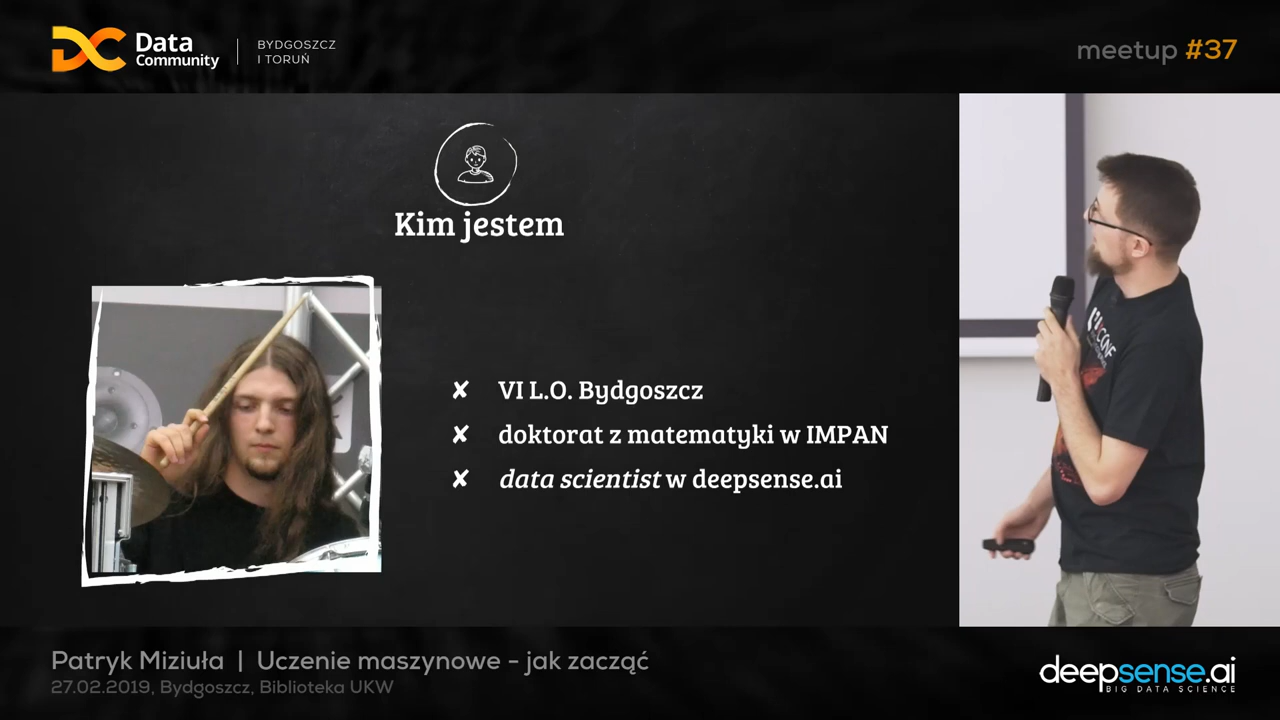 Data
Community
BYDGOSZCZ
I TORUŃ
meetup #37
Kim jestem
✘ VI L.O. Bydgoszcz
✘ doktorat z matematyki w IMPAN
✘ data scientist w deepsense.ai
Patryk Miziuła | Uczenie maszynowe - jak zacząć
27.02.2019, Bydgoszcz, Biblioteka UKW
deepsense.ai
BIG DATA SCIENCE